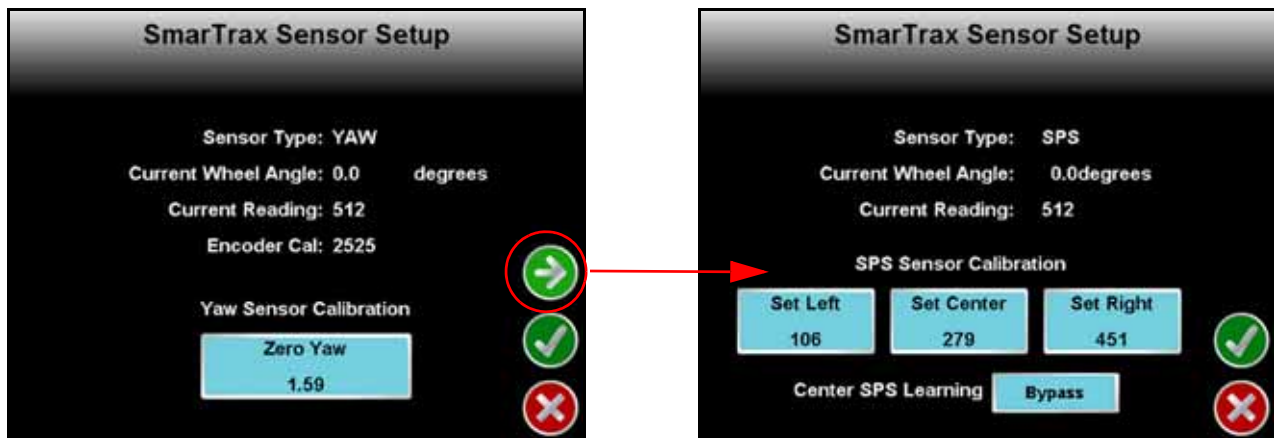 SmarTrax Sensor Setup
Sensor Type: YAW
Current Wheel Angle: 0.0 degrees
Current Reading: 512
Encoder Cal: 2525
Yaw Sensor Calibration
Zero Yaw
1.59
SmarTrax Sensor Setup
Sensor Type: SPS
Current Wheel Angle: 0.0degrees
Current Reading: 512
SPS Sensor Calibration
Set Left
106
Set Center
279
Set Right
451
Center SPS Learning Bypass